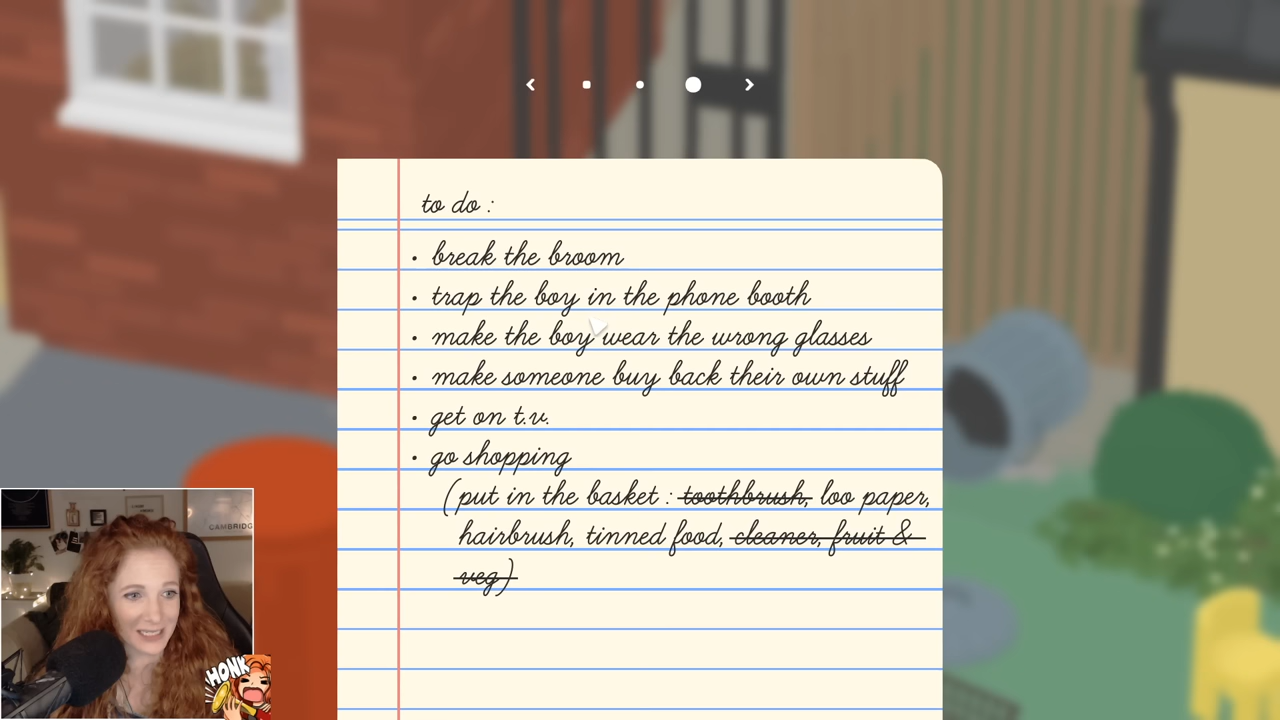 to do :
• break the broom
• trap the boy in the phone booth
• make the boy wear the wrong glasses
• make someone buy back their own stuff
• get on t.v.
• go shopping
(put in the basket : toothbrush, loo paper,
hairbrush, tinned food, cleaner, fruit &
veg)
CAMBRIDG
HONK